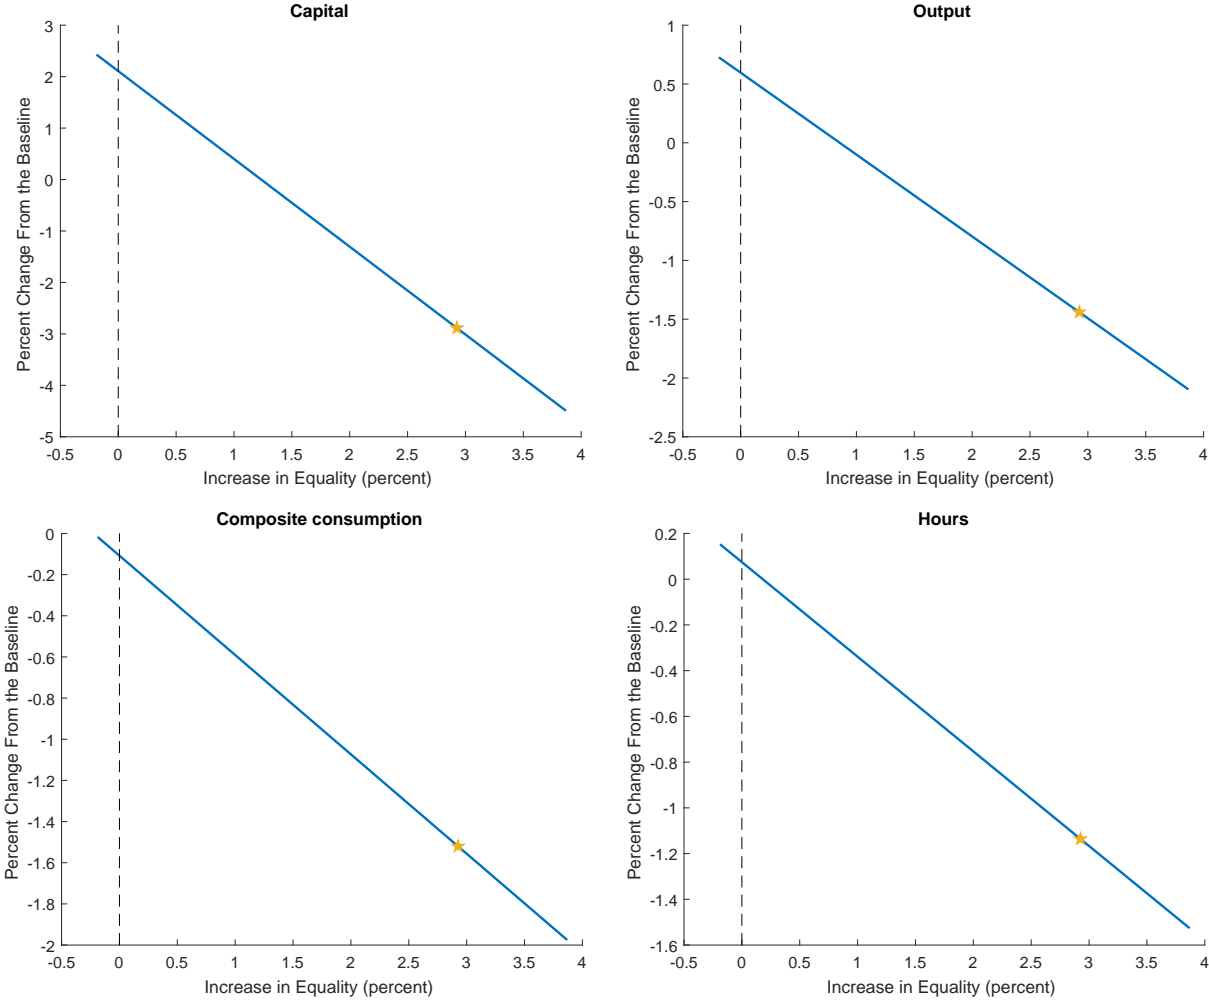 Capital
3
2
1
0
-1
-2
-3
-4
-5
Percent Change From the Baseline
-0.5 0 0.5 1 1.5 2 2.5 3 3.5 4
Increase in Equality (percent)
Output
1
0.5
0
-0.5
-1
-1.5
-2
-2.5
Percent Change From the Baseline
-0.5 0 0.5 1 1.5 2 2.5 3 3.5 4
Increase in Equality (percent)
Composite consumption
0
-0.2
-0.4
-0.6
-0.8
-1
-1.2
-1.4
-1.6
-1.8
-2
Percent Change From the Baseline
-0.5 0 0.5 1 1.5 2 2.5 3 3.5 4
Increase in Equality (percent)
Hours
0.2
0
-0.2
-0.4
-0.6
-0.8
-1
-1.2
-1.4
-1.6
Percent Change From the Baseline
-0.5 0 0.5 1 1.5 2 2.5 3 3.5 4
Increase in Equality (percent)